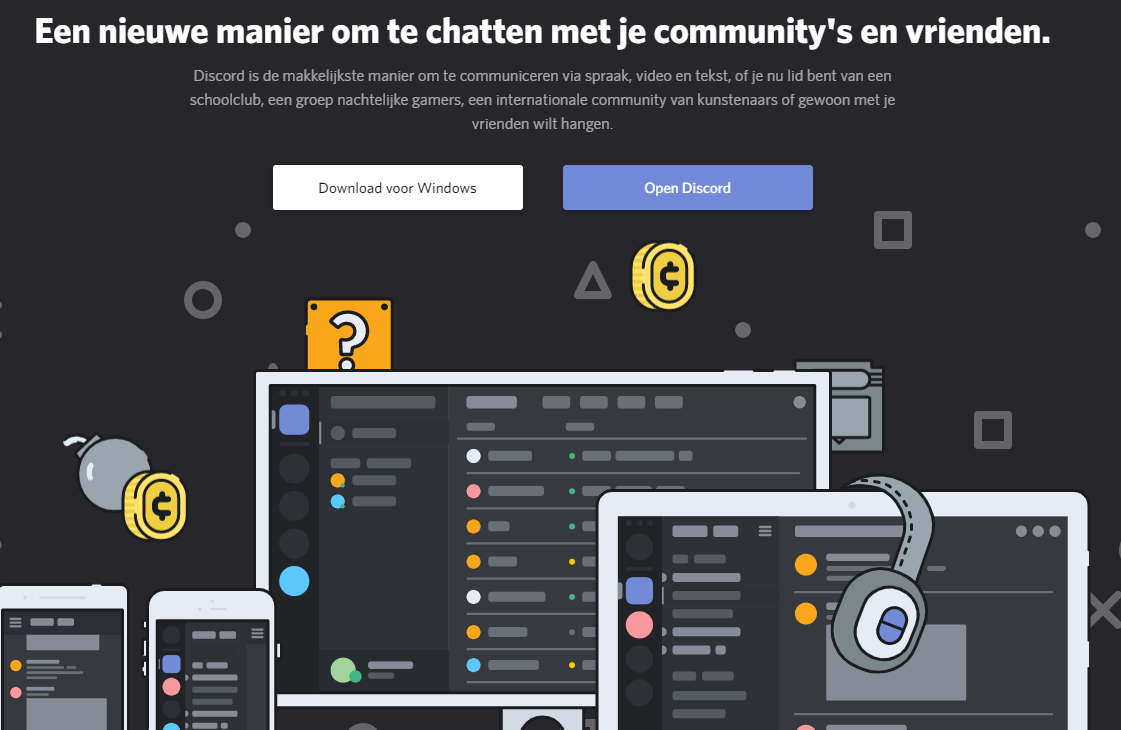 Een nieuwe manier om te chatten met je community's en vrienden.
Discord is de makkelijkste manier om te communiceren via spraak, video en tekst, of je nu lid bent van een
schoolclub, een groep nachtelijke gamers, een internationale community van kunstenaars of gewoon met je
vrienden wilt hangen.
Download voor Windows
Open Discord